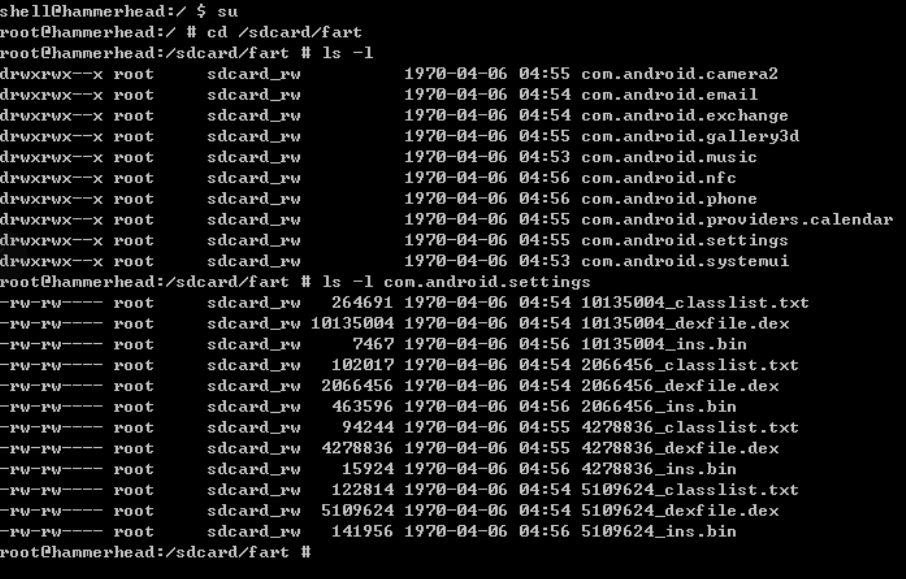 shell@hammerhead:/ $ su
root@hammerhead:/ # cd /sdcard/fart
root@hammerhead:/sdcard/fart # ls -l
drwxrwx--x root     sdcard_rw          1970-04-06 04:55 com.android.camera2
drwxrwx--x root     sdcard_rw          1970-04-06 04:54 com.android.email
drwxrwx--x root     sdcard_rw          1970-04-06 04:54 com.android.exchange
drwxrwx--x root     sdcard_rw          1970-04-06 04:55 com.android.gallery3d
drwxrwx--x root     sdcard_rw          1970-04-06 04:53 com.android.music
drwxrwx--x root     sdcard_rw          1970-04-06 04:56 com.android.nfc
drwxrwx--x root     sdcard_rw          1970-04-06 04:56 com.android.phone
drwxrwx--x root     sdcard_rw          1970-04-06 04:55 com.android.providers.calendar
drwxrwx--x root     sdcard_rw          1970-04-06 04:55 com.android.settings
drwxrwx--x root     sdcard_rw          1970-04-06 04:53 com.android.systemui
root@hammerhead:/sdcard/fart # ls -l com.android.settings
-rw-rw---- root     sdcard_rw   264691 1970-04-06 04:54 10135004_classlist.txt
-rw-rw---- root     sdcard_rw 10135004 1970-04-06 04:54 10135004_dexfile.dex
-rw-rw---- root     sdcard_rw     7467 1970-04-06 04:56 10135004_ins.bin
-rw-rw---- root     sdcard_rw   102017 1970-04-06 04:54 2066456_classlist.txt
-rw-rw---- root     sdcard_rw  2066456 1970-04-06 04:54 2066456_dexfile.dex
-rw-rw---- root     sdcard_rw   463596 1970-04-06 04:56 2066456_ins.bin
-rw-rw---- root     sdcard_rw    94244 1970-04-06 04:55 4278836_classlist.txt
-rw-rw---- root     sdcard_rw  4278836 1970-04-06 04:55 4278836_dexfile.dex
-rw-rw---- root     sdcard_rw    15924 1970-04-06 04:56 4278836_ins.bin
-rw-rw---- root     sdcard_rw   122814 1970-04-06 04:54 5109624_classlist.txt
-rw-rw---- root     sdcard_rw  5109624 1970-04-06 04:54 5109624_dexfile.dex
-rw-rw---- root     sdcard_rw   141956 1970-04-06 04:56 5109624_ins.bin
root@hammerhead:/sdcard/fart #